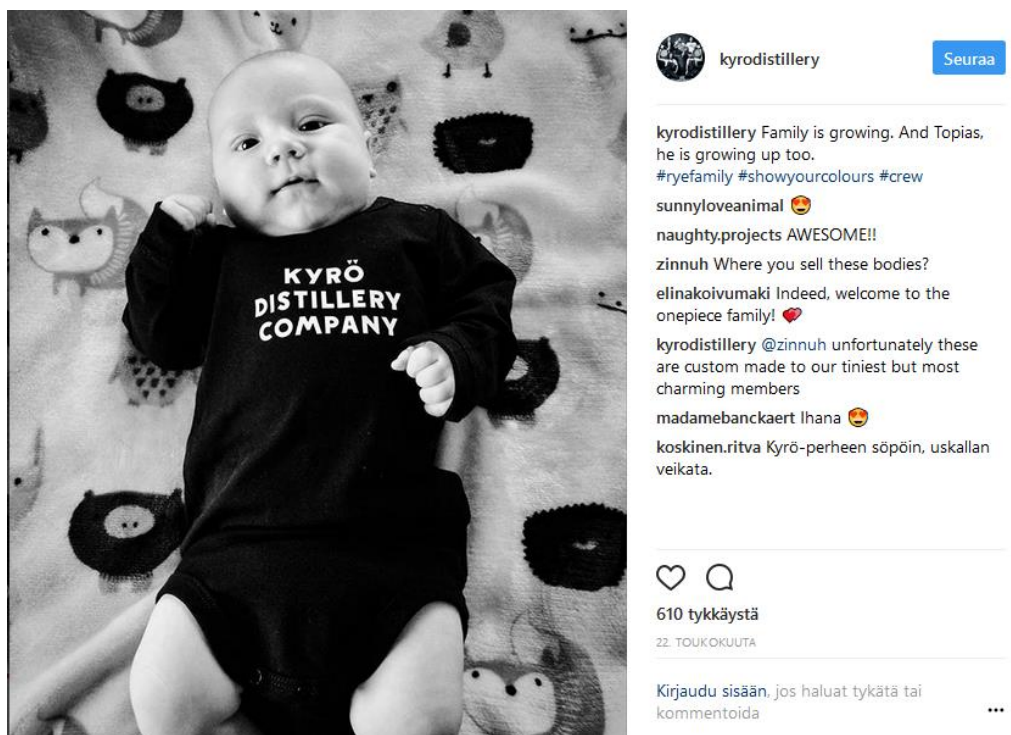 KYRÖ
DISTILLERY
COMPANY
kyrodistillery
Seuraa
kyrodistillery Family is growing. And Topias,
he is growing up too.
#ryefamily #showyourcolours #crew
sunnyloveanimal 😍
naughty.projects AWESOME!!
zinnuh Where you sell these bodies?
elinakoivumaki Indeed, welcome to the
onepiece family! 💕
kyrodistillery @zinnuh unfortunately these
are custom made to our tiniest but most
charming members
madamebanckaert Ihana 😍
koskinen.ritva Kyrö-perheen söpöin, uskallan
veikata.
610 tykkäystä
22. TOUKOKUUTA
Kirjaudu sisään, jos haluat tykätä tai
kommentoida